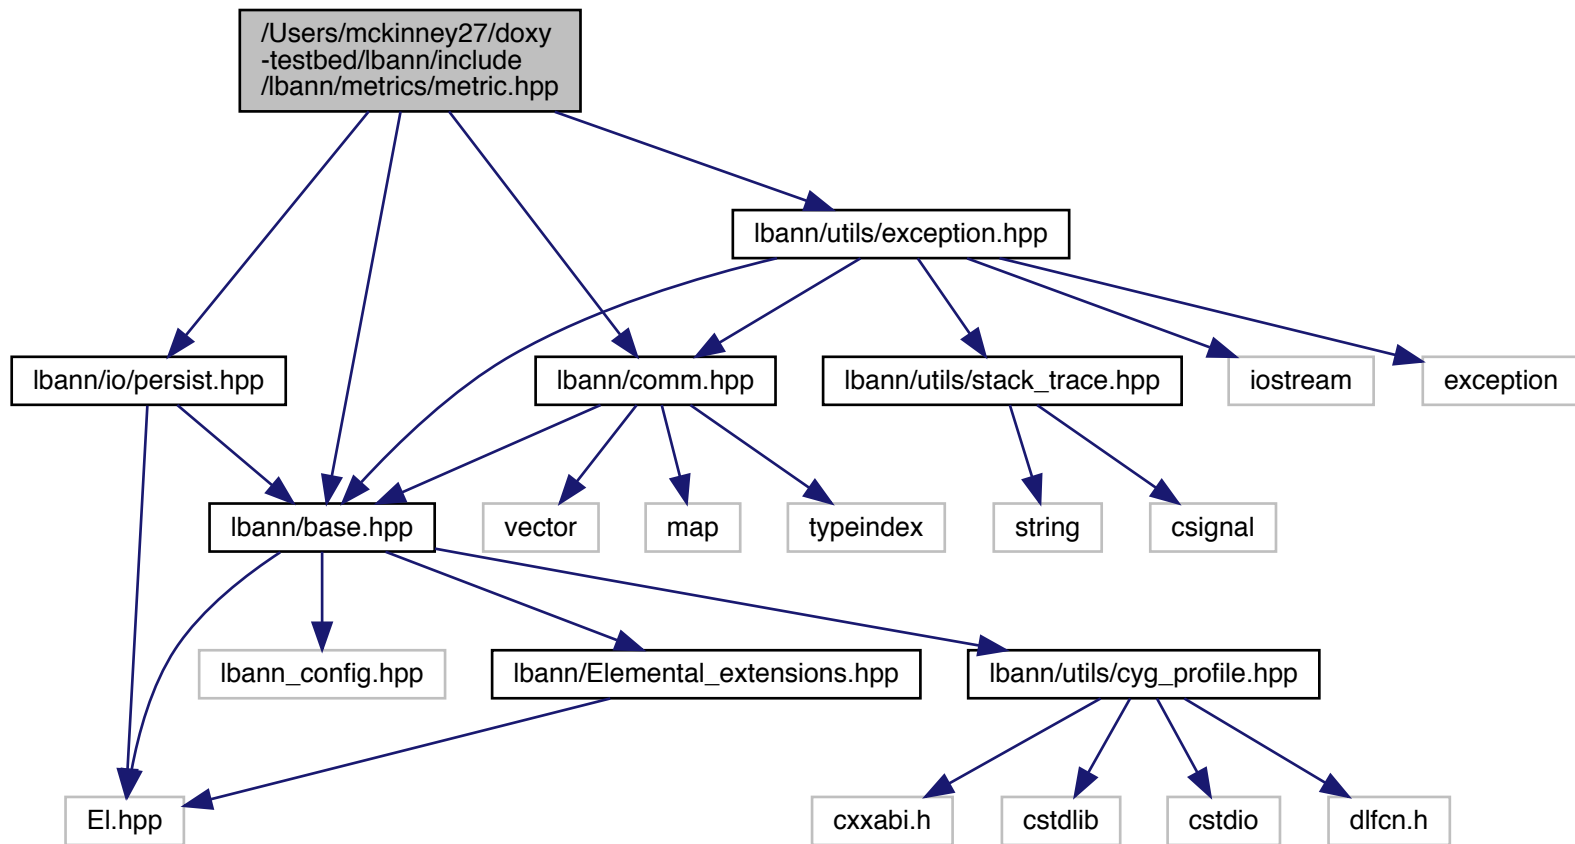 /Users/mckinney27/doxy
-testbed/lbann/include
/lbann/metrics/metric.hpp
lbann/utils/exception.hpp
lbann/io/persist.hpp
lbann/comm.hpp
lbann/utils/stack_trace.hpp
iostream
exception
lbann/base.hpp
vector
map
typeindex
string
csignal
lbann_config.hpp
lbann/Elemental_extensions.hpp
lbann/utils/cyg_profile.hpp
El.hpp
cxxabi.h
cstdlib
cstdio
dlfcn.h